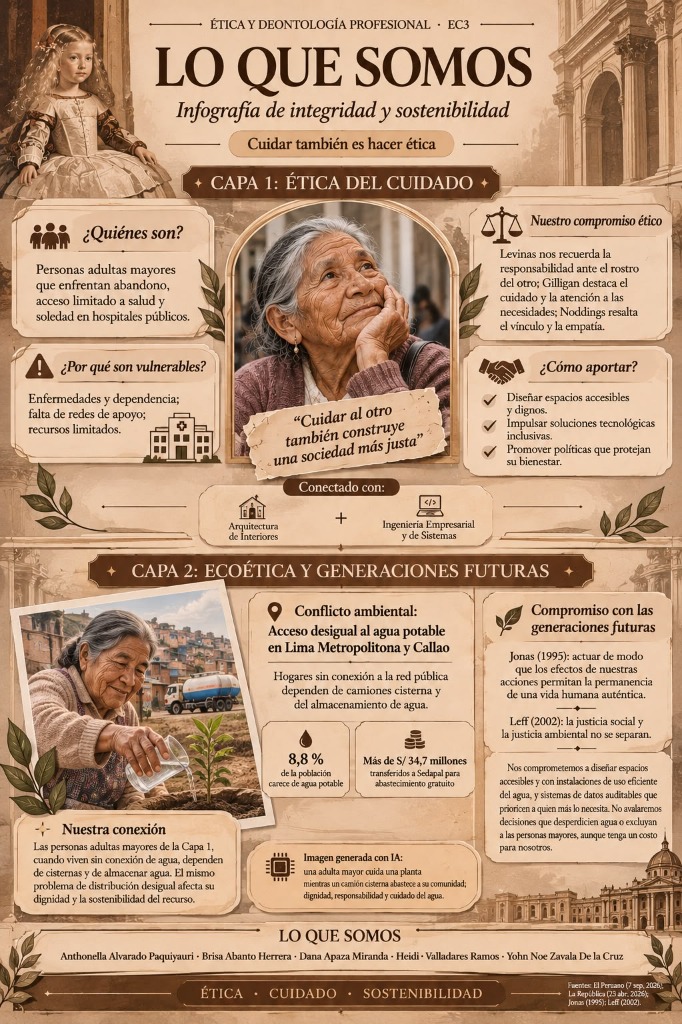 ÉTICA Y DEONTOLOGÍA PROFESIONAL · EC3
LO QUE SOMOS
Infografía de integridad y sostenibilidad
Cuidar también es hacer ética
CAPA 1: ÉTICA DEL CUIDADO
¿Quiénes son?
Personas adultas mayores
que enfrentan abandono,
acceso limitado a salud y
soledad en hospitales públicos.
¿Por qué son vulnerables?
Enfermedades y dependencia;
falta de redes de apoyo;
recursos limitados.
“Cuidar al otro
también construye
una sociedad más justa”
Nuestro compromiso ético
Levinas nos recuerda la
responsabilidad ante el rostro
del otro; Gilligan destaca el
cuidado y la atención a las
necesidades; Noddings resalta
el vínculo y la empatía.
¿Cómo aportar?
Diseñar espacios accesibles
y dignos.
Impulsar soluciones tecnológicas
inclusivas.
Promover políticas que protejan
su bienestar.
Conectado con:
Arquitectura
de Interiores
+
Ingeniería Empresarial
y de Sistemas
CAPA 2: ECOÉTICA Y GENERACIONES FUTURAS
Conflicto ambiental:
Acceso desigual al agua potable
en Lima Metropolitona y Callao
Hogares sin conexión a la red pública
dependen de camiones cisterna y
del almacenamiento de agua.
8,8 %
de la población
carece de agua potable
Más de S/ 34,7 millones
transferidos a Sedapal para
abastecimiento gratuito
Compromiso con las
generaciones futuras
Jonas (1995): actuar de modo
que los efectos de nuestras
acciones permitan la permanencia
de una vida humana auténtica.
Leff (2002): la justicia social y
la justicia ambiental no se separan.
Nos comprometemos a diseñar espacios
accesibles y con instalaciones de uso eficiente
del agua, y sistemas de datos auditables que
prioricen a quien más lo necesita. No avalaremos
decisiones que desperdicien agua o excluyan
a las personas mayores, aunque tenga un costo
para nosotros.
Nuestra conexión
Las personas adultas mayores de la Capa 1,
cuando viven sin conexión de agua, dependen
de cisternas y de almacenar agua. El mismo
problema de distribución desigual afecta su
dignidad y la sostenibilidad del recurso.
Imagen generada con IA:
una adulta mayor cuida una planta
mientras un camión cisterna abastece a su comunidad;
dignidad, responsabilidad y cuidado del agua.
LO QUE SOMOS
Anthonella Alvarado Paquiyauri · Brisa Abanto Herrera · Dana Apaza Miranda · Heidi · Valladares Ramos · Yohn Noe Zavala De la Cruz
ÉTICA · CUIDADO · SOSTENIBILIDAD
Fuentes: El Peruano (7 sep, 2026),
La República (23 abr, 2026);
Jonas (1995); Leff (2002).